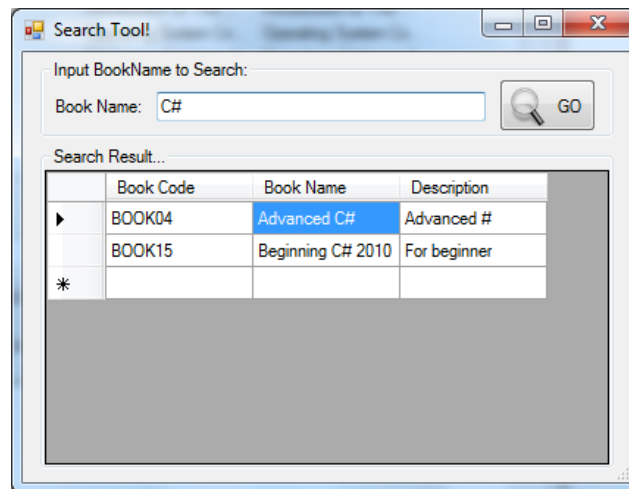 Search Tool!
Input BookName to Search:
Book Name: C# GO
Search Result...
Book Code Book Name Description
BOOK04 Advanced C# Advanced #
BOOK15 Beginning C# 2010 For beginner